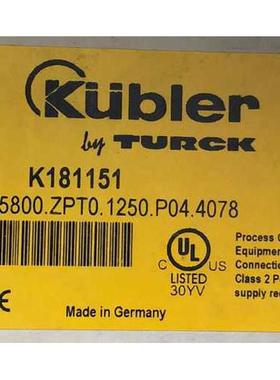 Kübler
by TURCK
K181151
5800.ZPT0.1250.P04.4078
C UL US
LISTED
30YV
Process C
Equipmen
Connectio
Class 2 P
supply re
CE
Made in Germany